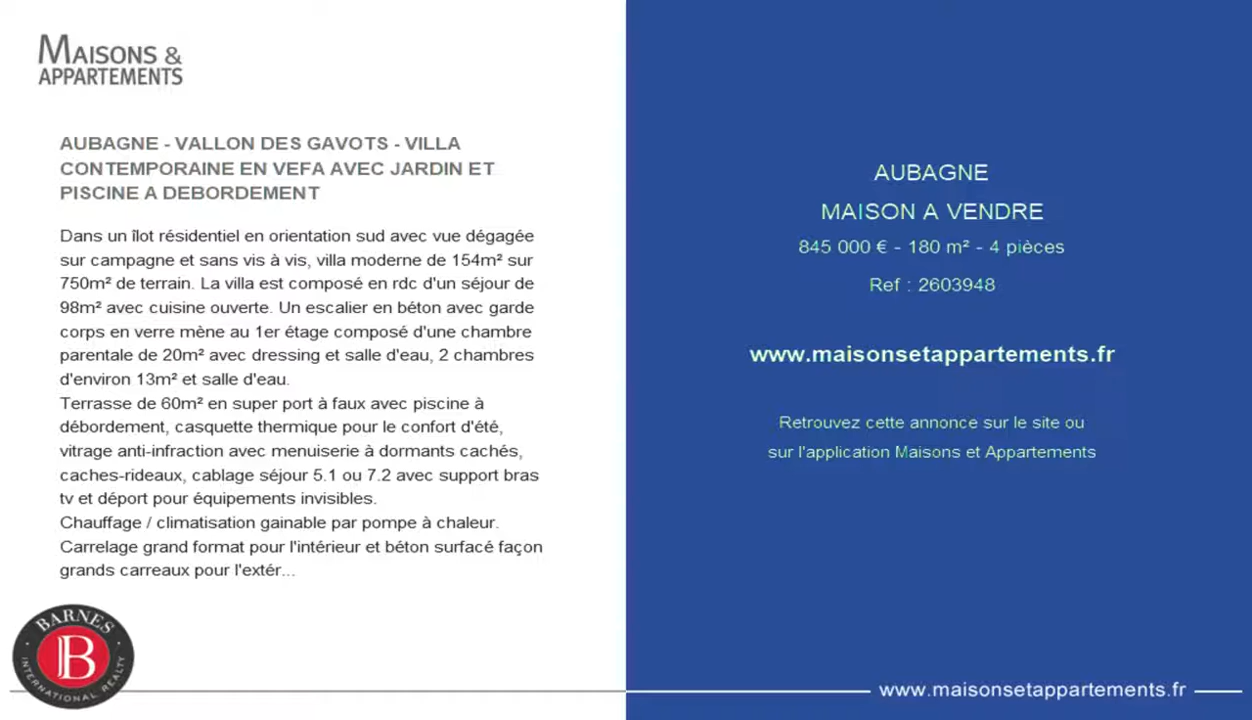 MAISONS &
APPARTEMENTS
AUBAGNE - VALLON DES GAVOTS - VILLA
CONTEMPORAINE EN VEFA AVEC JARDIN ET
PISCINE A DEBORDEMENT
Dans un îlot résidentiel en orientation sud avec vue dégagée
sur campagne et sans vis à vis, villa moderne de 154m² sur
750m² de terrain. La villa est composé en rdc d'un séjour de
98m² avec cuisine ouverte. Un escalier en béton avec garde
corps en verre mène au 1er étage composé d'une chambre
parentale de 20m² avec dressing et salle d'eau, 2 chambres
d'environ 13m² et salle d'eau.
Terrasse de 60m² en super port à faux avec piscine à
débordement, casquette thermique pour le confort d'été,
vitrage anti-infraction avec menuiserie à dormants cachés,
caches-rideaux, cablage séjour 5.1 ou 7.2 avec support bras
tv et déport pour équipements invisibles.
Chauffage / climatisation gainable par pompe à chaleur.
Carrelage grand format pour l'intérieur et béton surfacé façon
grands carreaux pour l'extér...
BARNES
B
INTERNATIONAL REALTY
AUBAGNE
MAISON A VENDRE
845 000 € - 180 m² - 4 pièces
Ref : 2603948
www.maisonsetappartements.fr
Retrouvez cette annonce sur le site ou
sur l'application Maisons et Appartements
www.maisonsetappartements.fr